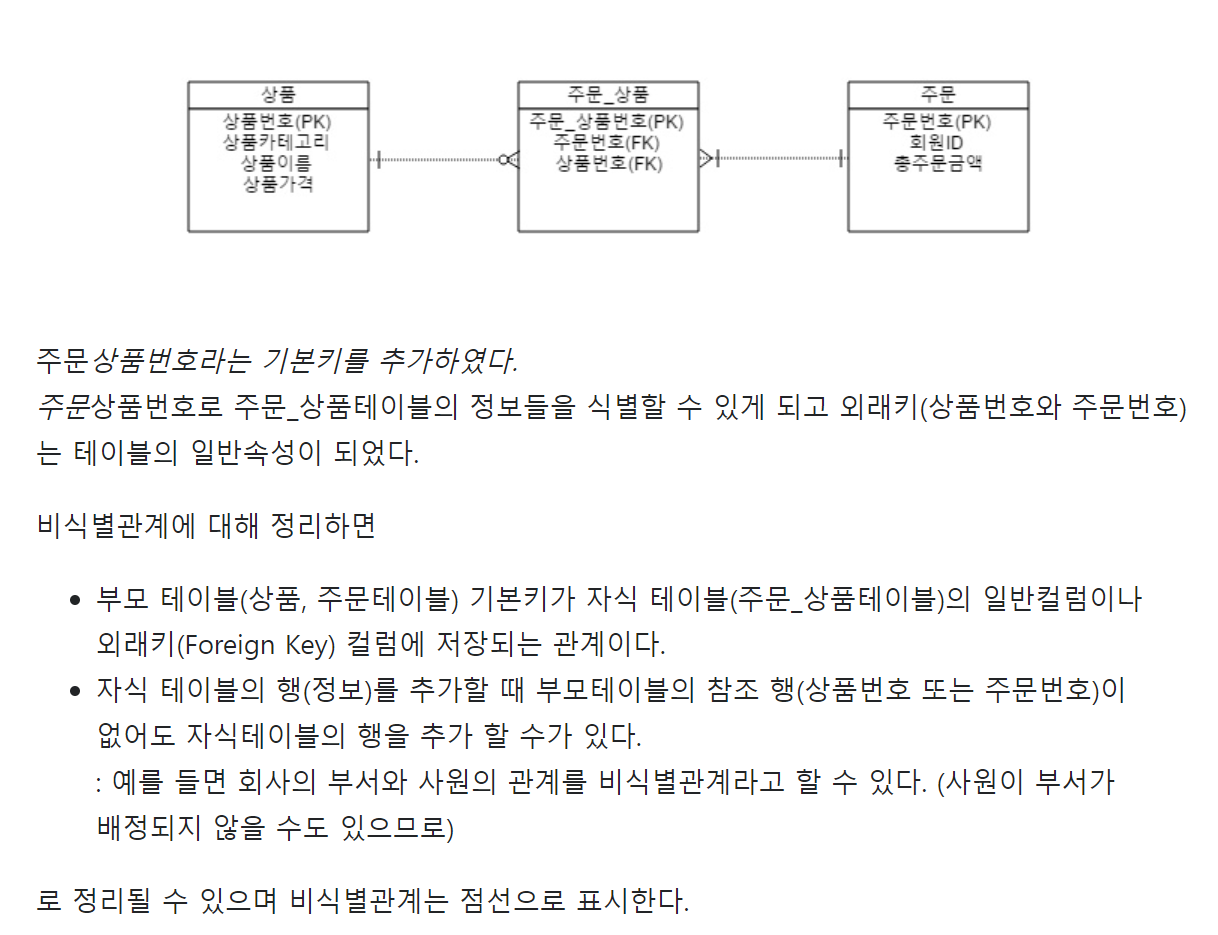 상품
상품번호(PK)
상품카테고리
상품이름
상품가격
주문_상품
주문_상품번호(PK)
주문번호(FK)
상품번호(FK)
주문
주문번호(PK)
회원ID
총주문금액
주문상품번호라는 기본키를 추가하였다.
주문상품번호로 주문_상품테이블의 정보들을 식별할 수 있게 되고 외래키(상품번호와 주문번호)
는 테이블의 일반속성이 되었다.
비식별관계에 대해 정리하면
부모 테이블(상품, 주문테이블) 기본키가 자식 테이블(주문_상품테이블)의 일반컬럼이나
외래키(Foreign Key) 컬럼에 저장되는 관계이다.
자식 테이블의 행(정보)를 추가할 때 부모테이블의 참조 행(상품번호 또는 주문번호)이
없어도 자식테이블의 행을 추가 할 수가 있다.
: 예를 들면 회사의 부서와 사원의 관계를 비식별관계라고 할 수 있다. (사원이 부서가
배정되지 않을 수도 있으므로)
로 정리될 수 있으며 비식별관계는 점선으로 표시한다.